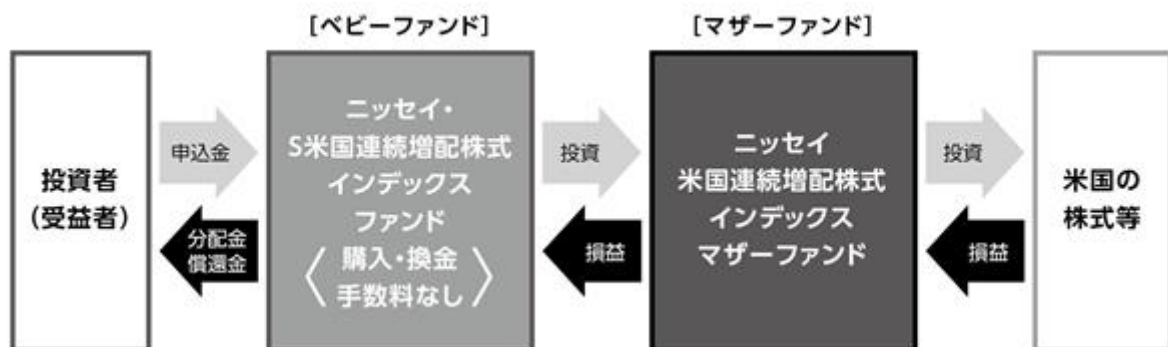 [ベビーファンド]
[マザーファンド]
投資者
(受益者)
申込金
分配金
償還金
ニッセイ・
S米国連続増配株式
インデックス
ファンド
〈購入・換金
手数料なし〉
投資
損益
ニッセイ
米国連続増配株式
インデックス
マザーファンド
投資
損益
米国の
株式等